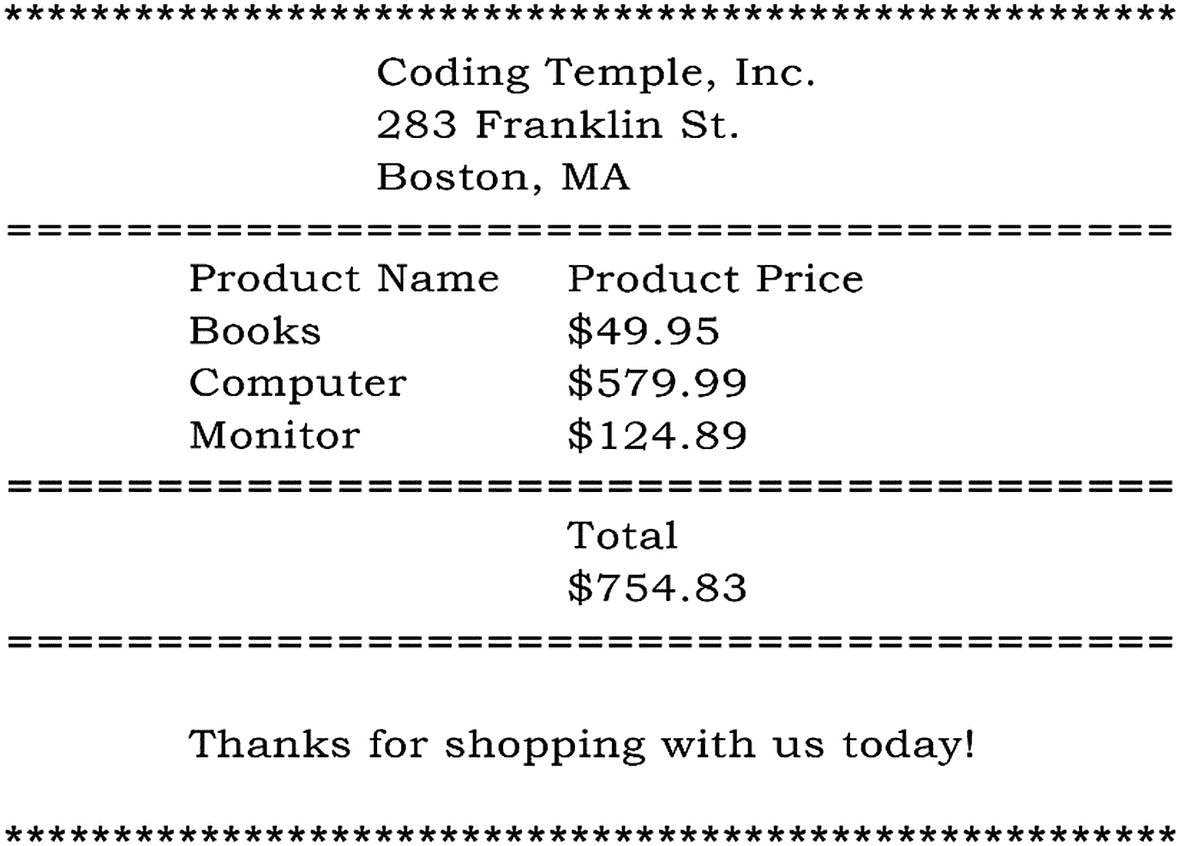 ******************************************************
Coding Temple, Inc.
283 Franklin St.
Boston, MA
=======================================
Product Name Product Price
Books $49.95
Computer $579.99
Monitor $124.89
=======================================
Total
$754.83
=======================================
Thanks for shopping with us today!
******************************************************